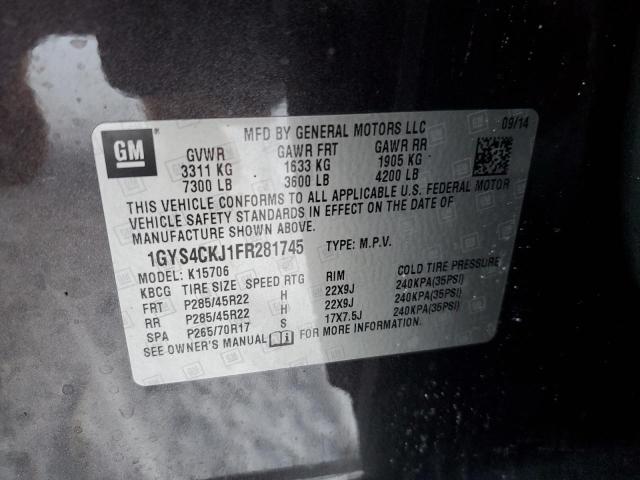 MFD BY GENERAL MOTORS LLC 09/14
GM
GVWR GAWR FRT GAWR RR
3311 KG 1633 KG 1905 KG
7300 LB 3600 LB 4200 LB
THIS VEHICLE CONFORMS TO ALL APPLICABLE U.S. FEDERAL MOTOR
VEHICLE SAFETY STANDARDS IN EFFECT ON THE DATE OF
MANUFACTURE SHOWN ABOVE.
1GYS4CKJ1FR281745 TYPE: M.P.V.
MODEL: K15706
KBCG TIRE SIZE SPEED RTG RIM COLD TIRE PRESSURE
FRT P285/45R22 H 22X9J 240KPA(35PSI)
RR P285/45R22 H 22X9J 240KPA(35PSI)
SPA P265/70R17 S 17X7.5J 240KPA(35PSI)
SEE OWNER'S MANUAL FOR MORE INFORMATION.